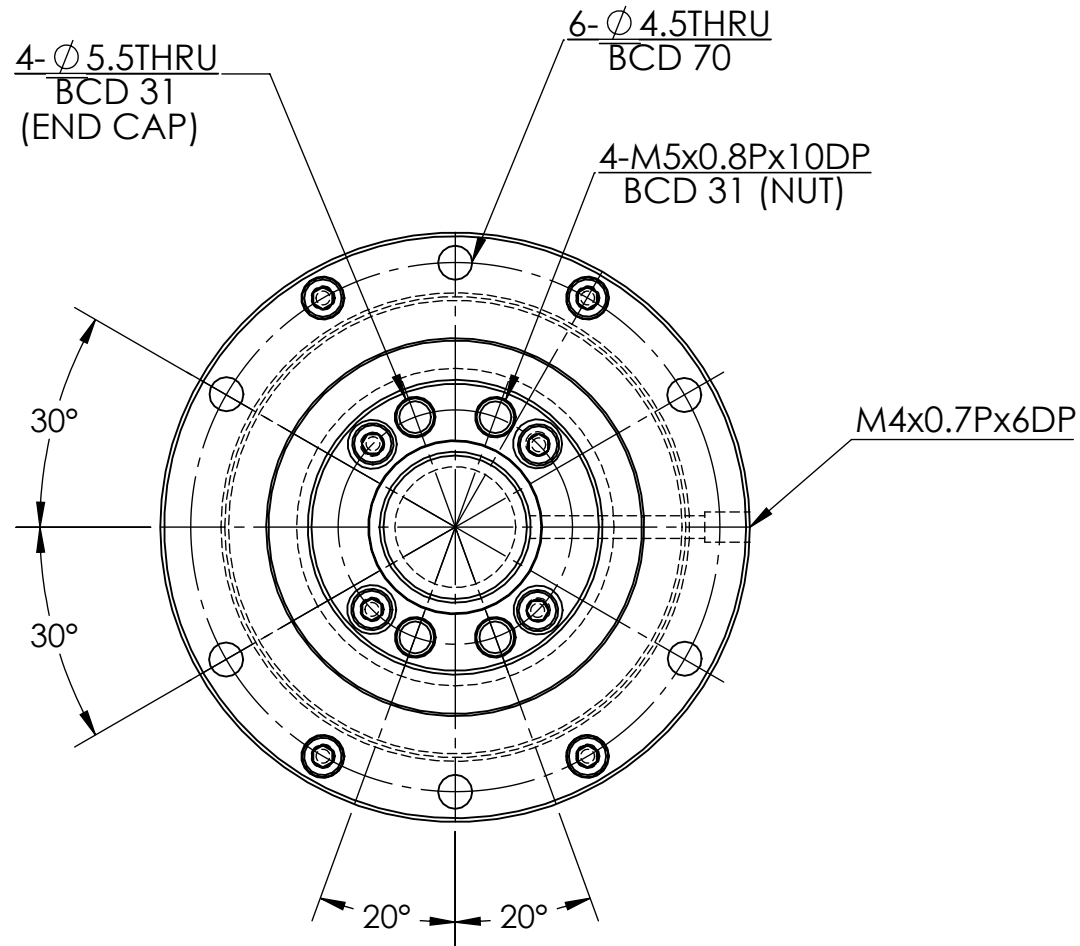 6-∅4.5THRU
BCD 70
4-∅5.5THRU
BCD 31
(END CAP)
4-M5x0.8Px10DP
BCD 31 (NUT)
30°
M4x0.7Px6DP
30°
20°
20°